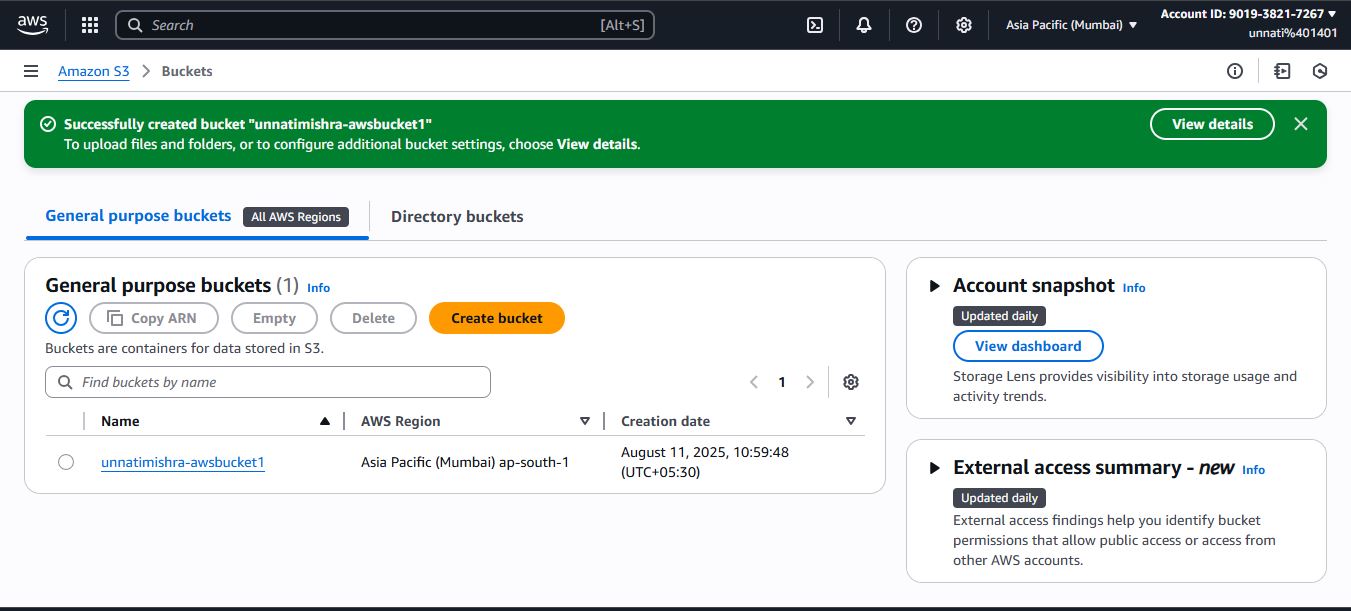 aws
Search [Alt+S]
Asia Pacific (Mumbai)
Account ID: 9019-3821-7267
unnati%401401
Amazon S3 > Buckets
Successfully created bucket "unnatimishra-awsbucket1"
To upload files and folders, or to configure additional bucket settings, choose View details.
View details
General purpose buckets All AWS Regions
Directory buckets
General purpose buckets (1) Info
Copy ARN
Empty
Delete
Create bucket
Buckets are containers for data stored in S3.
Find buckets by name
1
Name AWS Region Creation date
unnatimishra-awsbucket1 Asia Pacific (Mumbai) ap-south-1 August 11, 2025, 10:59:48
(UTC+05:30)
Account snapshot Info
Updated daily
View dashboard
Storage Lens provides visibility into storage usage and
activity trends.
External access summary - new Info
Updated daily
External access findings help you identify bucket
permissions that allow public access or access from
other AWS accounts.